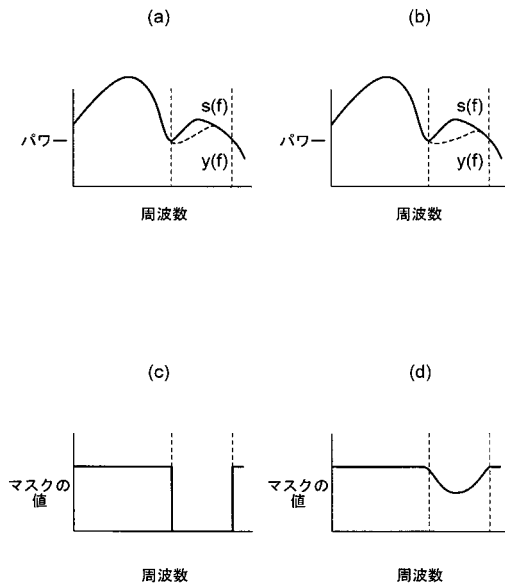 (a)
(b)
s(f)
s(f)
パワー
パワー
y(f)
y(f)
周波数
周波数
(c)
(d)
マスクの
値
マスクの
値
周波数
周波数